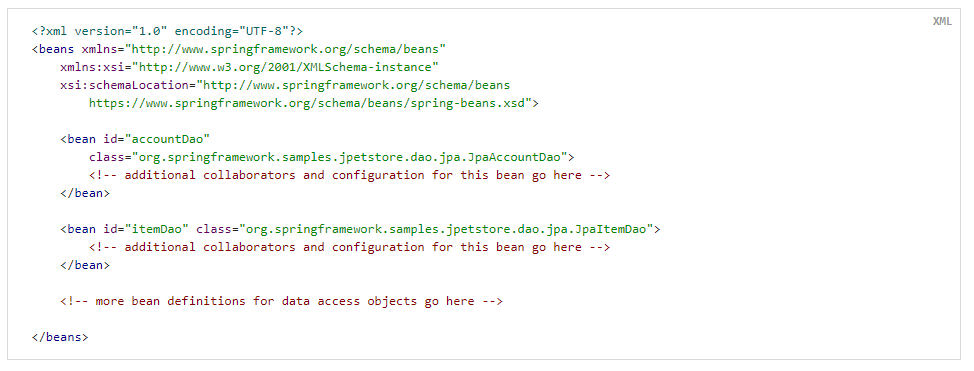 XML
<?xml version="1.0" encoding="UTF-8"?>
<beans xmlns="http://www.springframework.org/schema/beans"
    xmlns:xsi="http://www.w3.org/2001/XMLSchema-instance"
    xsi:schemaLocation="http://www.springframework.org/schema/beans
        https://www.springframework.org/schema/beans/spring-beans.xsd">

    <bean id="accountDao"
        class="org.springframework.samples.jpetstore.dao.jpa.JpaAccountDao">
        <!-- additional collaborators and configuration for this bean go here -->
    </bean>

    <bean id="itemDao" class="org.springframework.samples.jpetstore.dao.jpa.JpaItemDao">
        <!-- additional collaborators and configuration for this bean go here -->
    </bean>

    <!-- more bean definitions for data access objects go here -->

</beans>